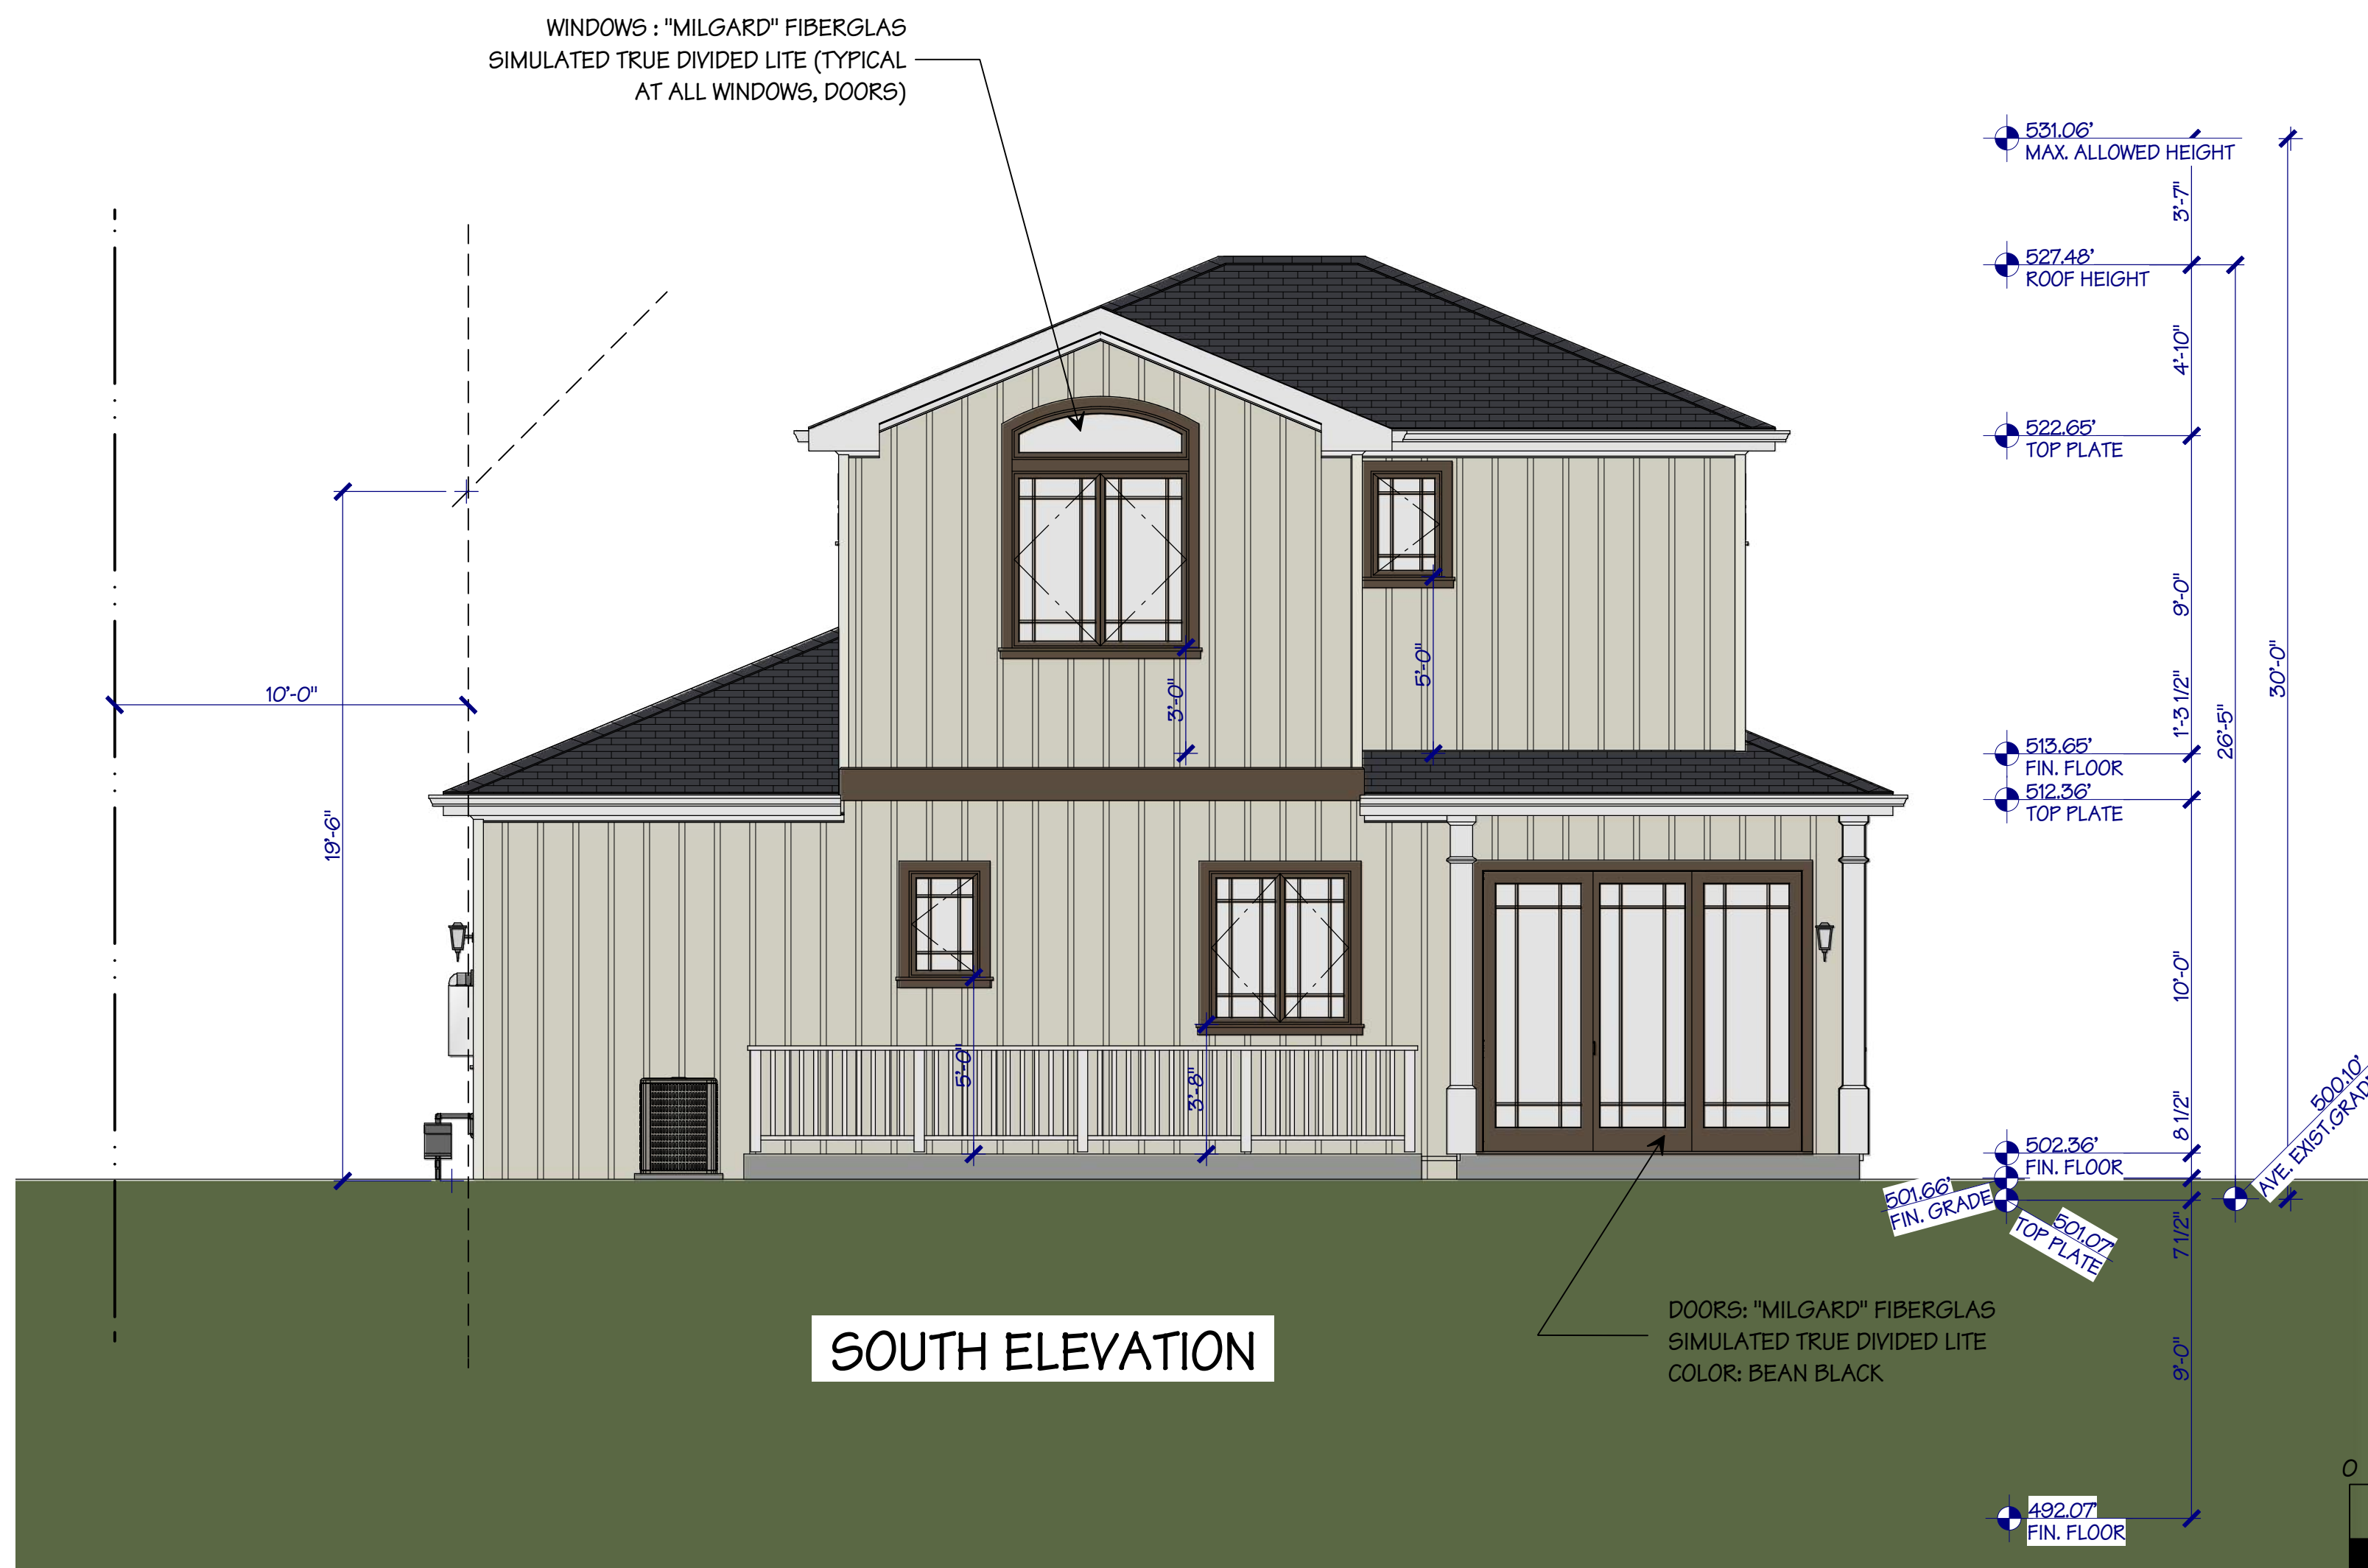 WINDOWS : "MILGARD" FIBERGLAS
SIMULATED TRUE DIVIDED LITE (TYPICAL
AT ALL WINDOWS, DOORS)
531.06'
MAX. ALLOWED HEIGHT
3'-7"
527.48'
ROOF HEIGHT
4'-10"
522.65'
TOP PLATE
9'-0"
5'-0"
3'-0"
10'-0"
19'-6"
30'-0"
1'-3 1/2"
26'-5"
513.65'
FIN. FLOOR
512.36'
TOP PLATE
10'-0"
5'-0"
3'-8"
8 1/2"
502.36'
FIN. FLOOR
500.10'
501.66'
FIN. GRADE
501.07'
TOP PLATE
AVE. EXIST.GRAD
7 1/2"
SOUTH ELEVATION
DOORS: "MILGARD" FIBERGLAS
SIMULATED TRUE DIVIDED LITE
COLOR: BEAN BLACK
9'-0"
0
492.07'
FIN. FLOOR